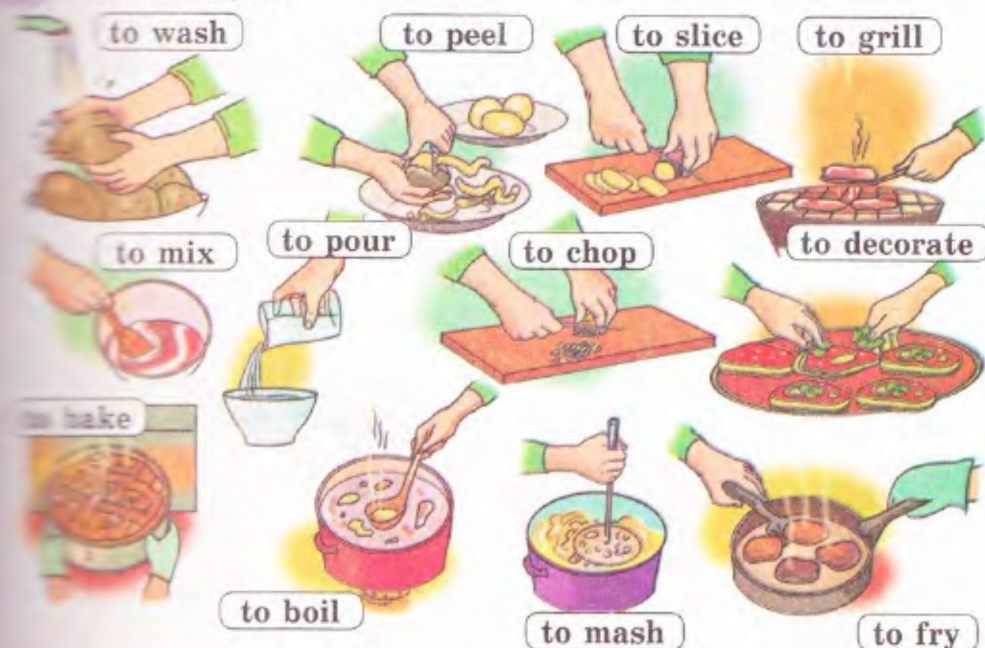 to wash
to peel
to slice
to grill
to mix
to pour
to chop
to decorate
to bake
to boil
to mash
to fry